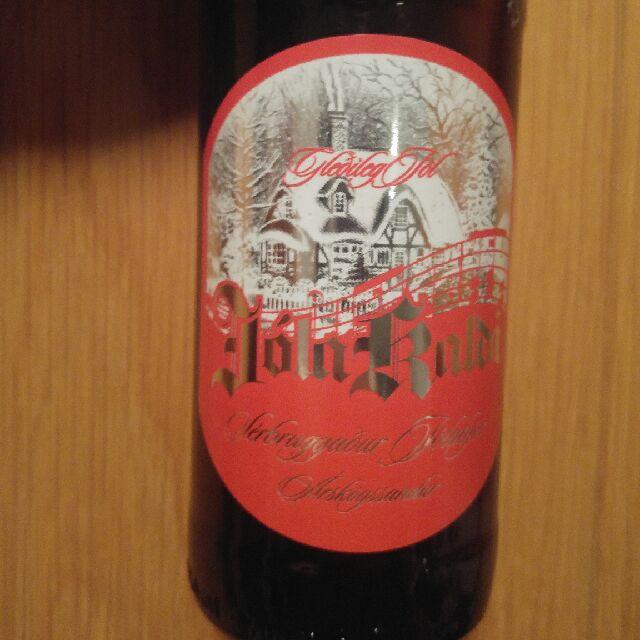 Gleðileg Jól
Jóla Kaldi
Sérbruggaður Jólabjór
Árskógssandur